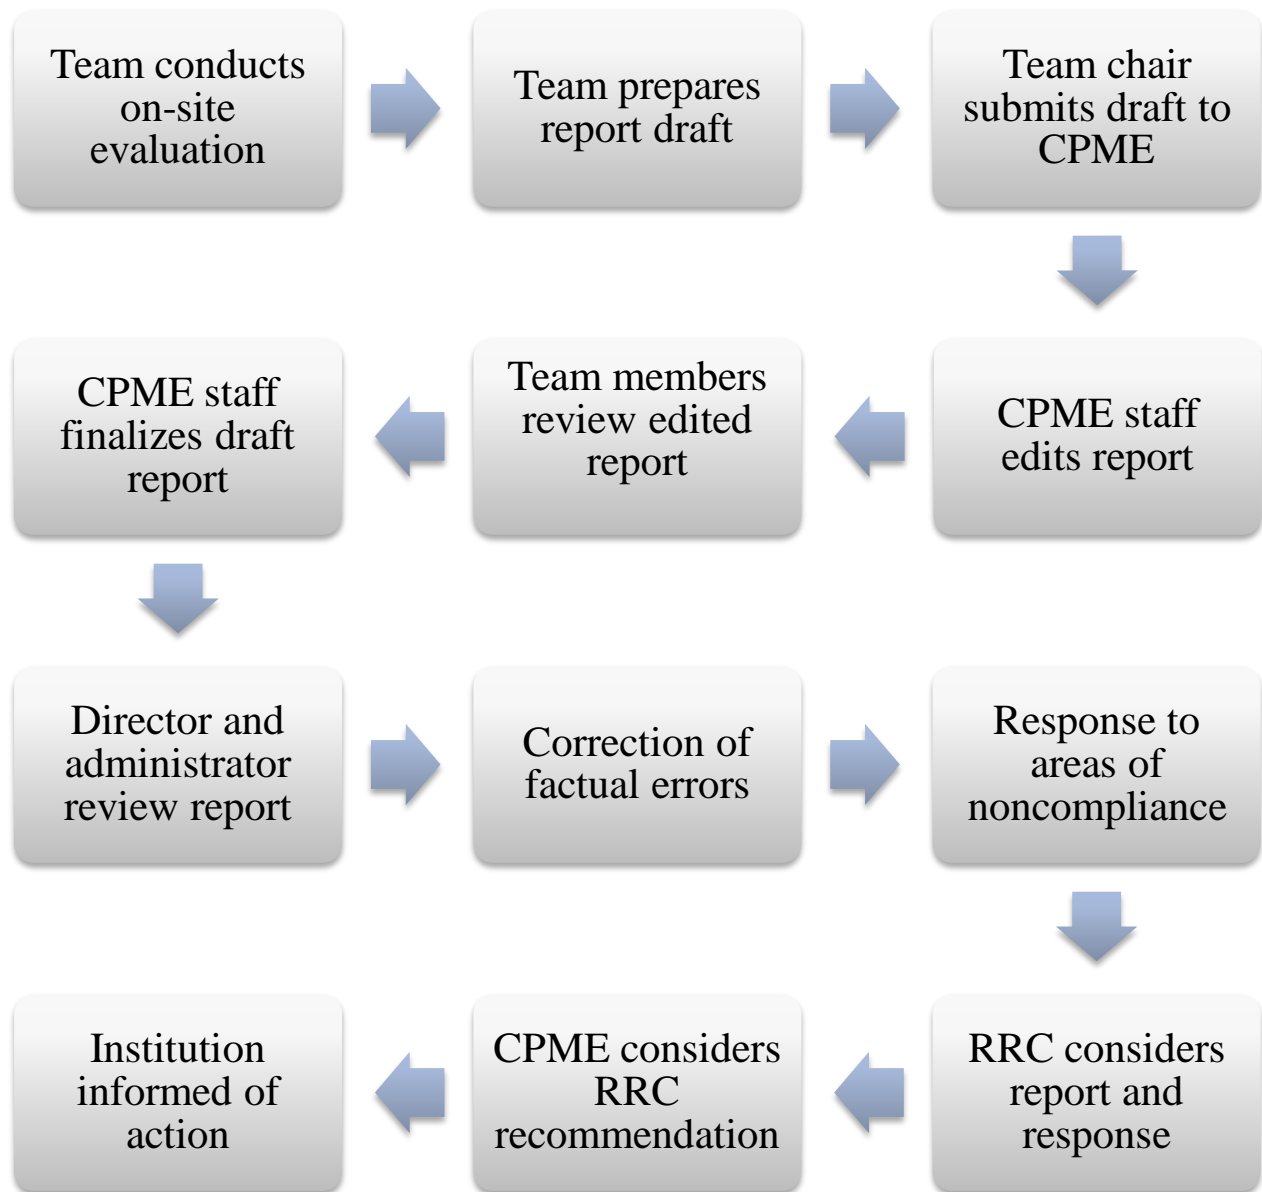 Team conducts
on-site
evaluation
Team prepares
report draft
Team chair
submits draft to
CPME
CPME staff
edits report
Team members
review edited
report
CPME staff
finalizes draft
report
Director and
administrator
review report
Correction of
factual errors
Response to
areas of
noncompliance
RRC considers
report and
response
CPME considers
RRC
recommendation
Institution
informed of
action